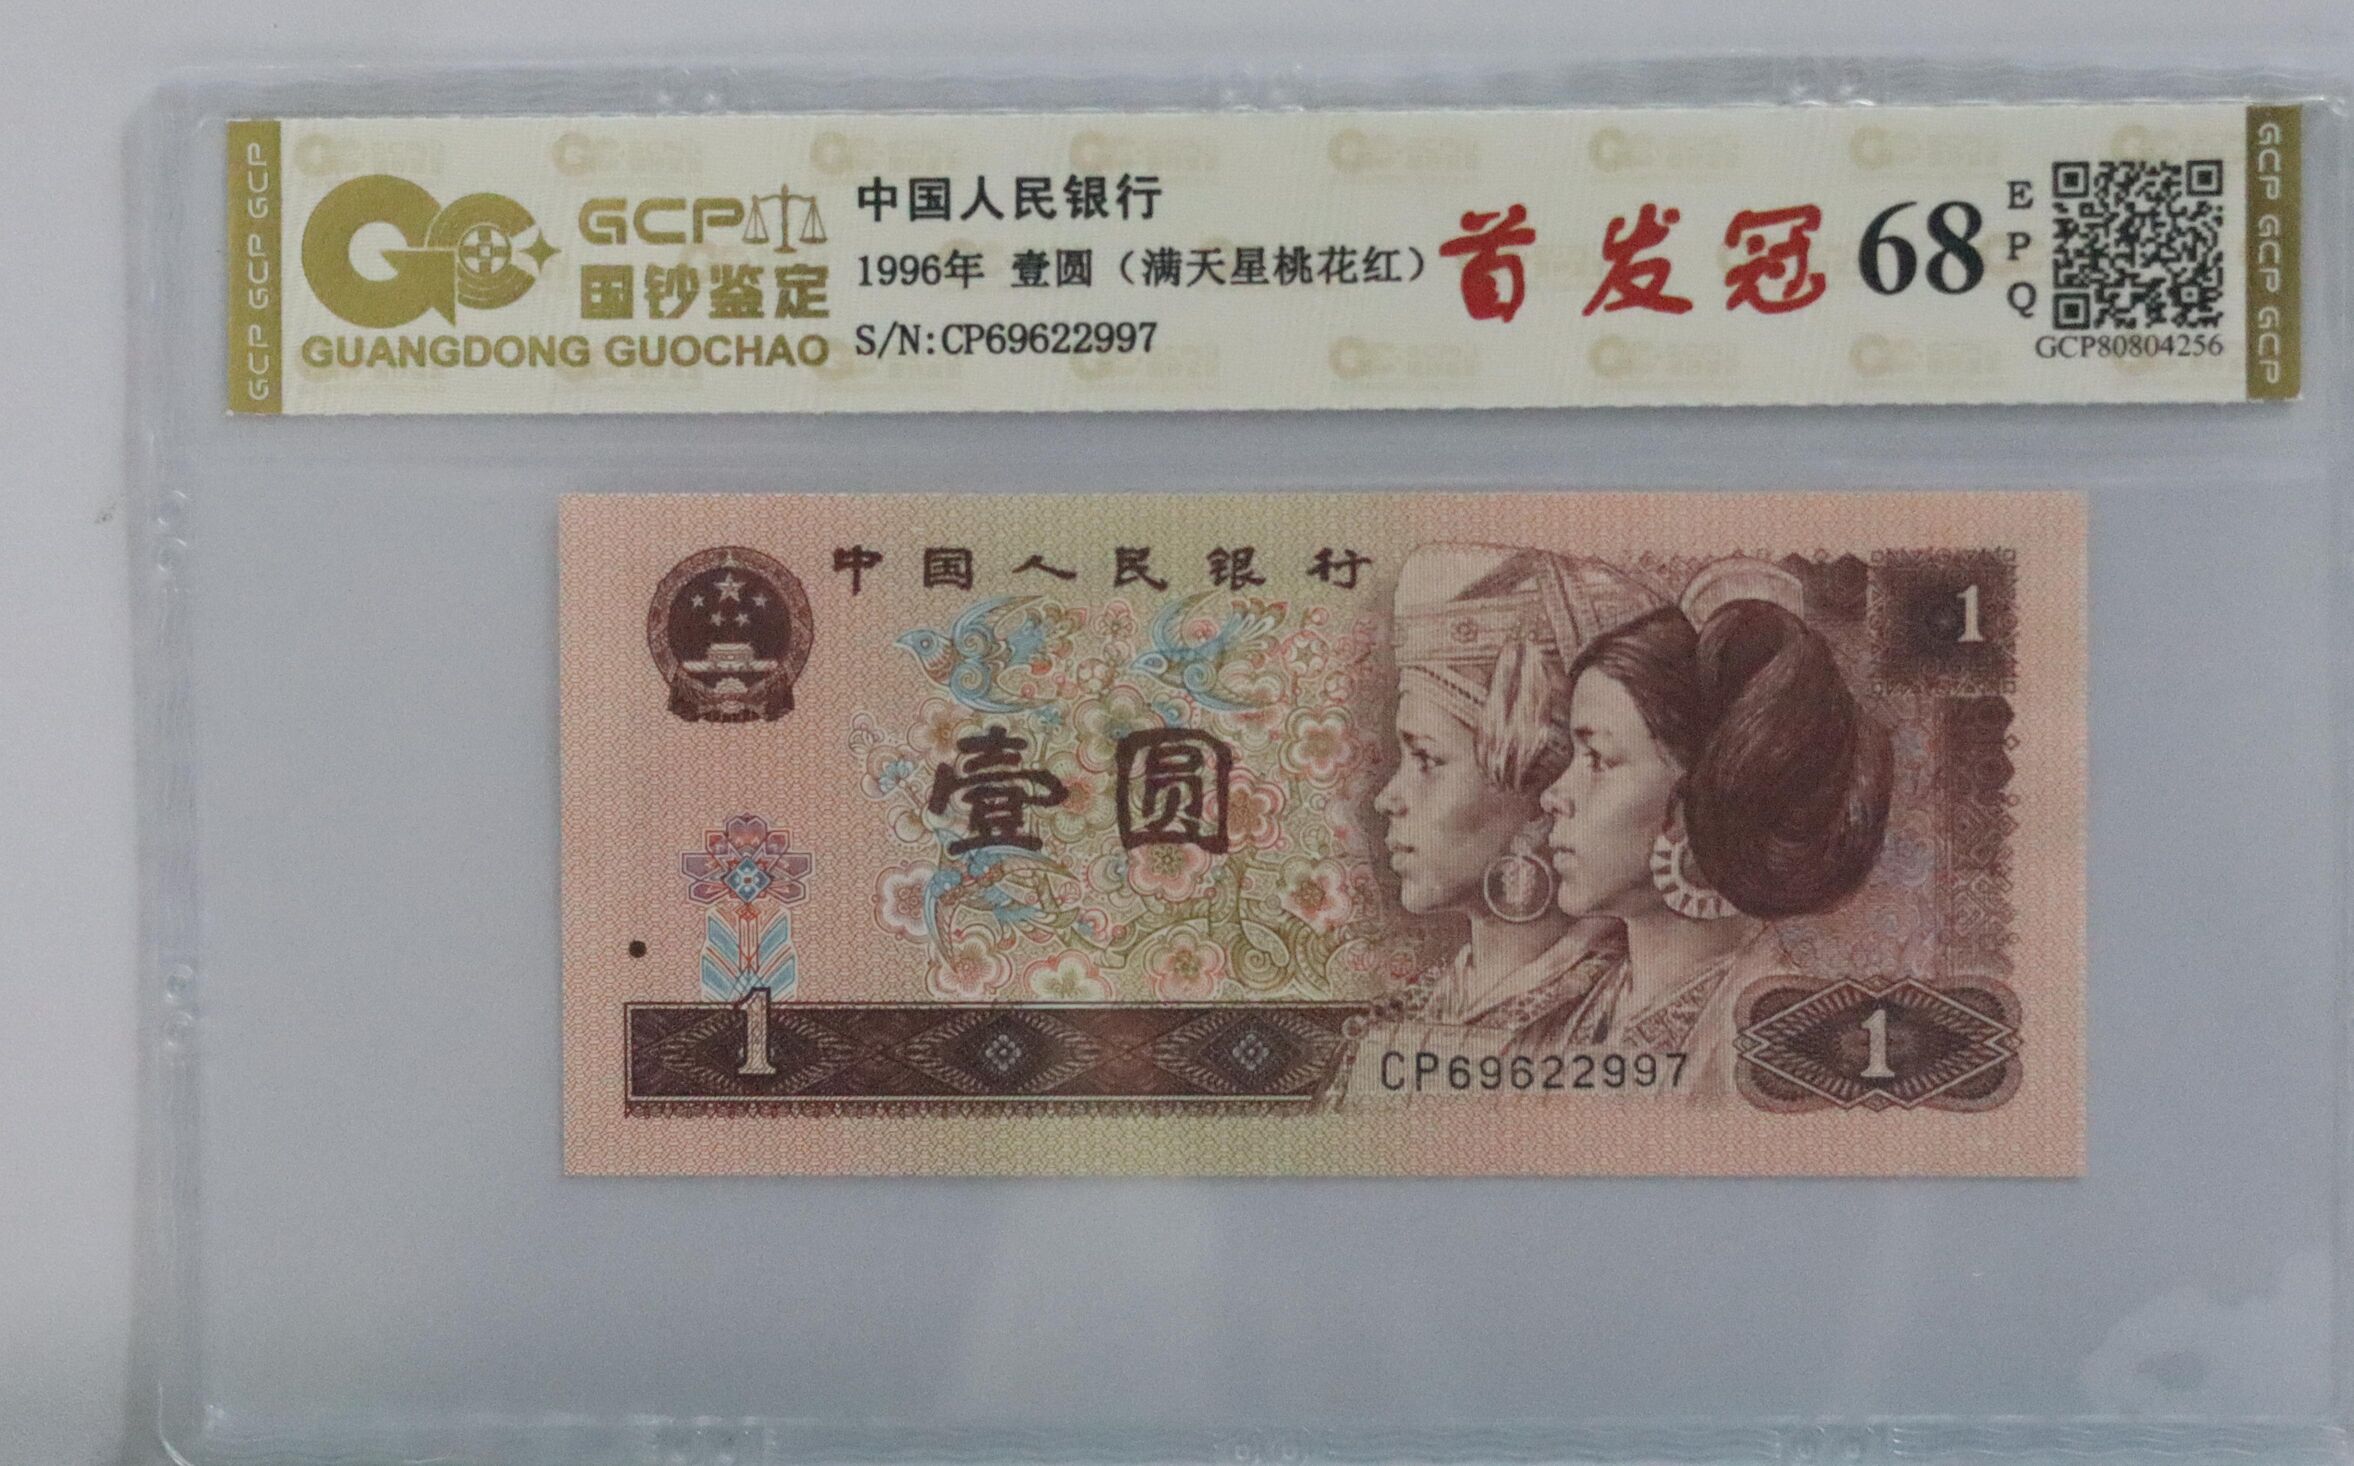 GCP GCP GCP
GCP
国钞鉴定
GUANGDONG GUOCHAO
中国人民银行
1996年 壹圆（满天星桃花红）
S/N:CP69622997
首发冠
68
EPQ
GCP80804256
GCP GCP GCP
中国人民银行
1
壹圆
1
CP69622997
1